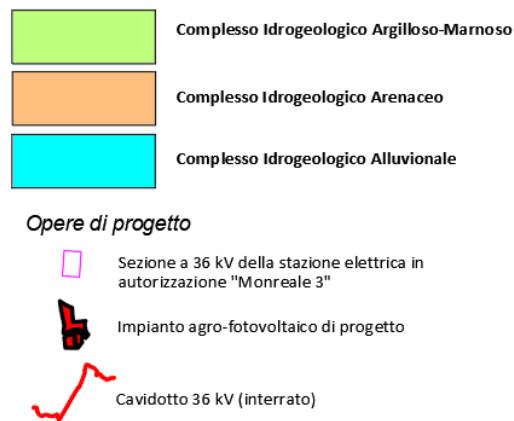 Complesso Idrogeologico Argilloso-Marnoso
Complesso Idrogeologico Arenaceo
Complesso Idrogeologico Alluvionale
Opere di progetto
Sezione a 36 kV della stazione elettrica in
autorizzazione "Monreale 3"
Impianto agro-fotovoltaico di progetto
Cavidotto 36 kV (interrato)